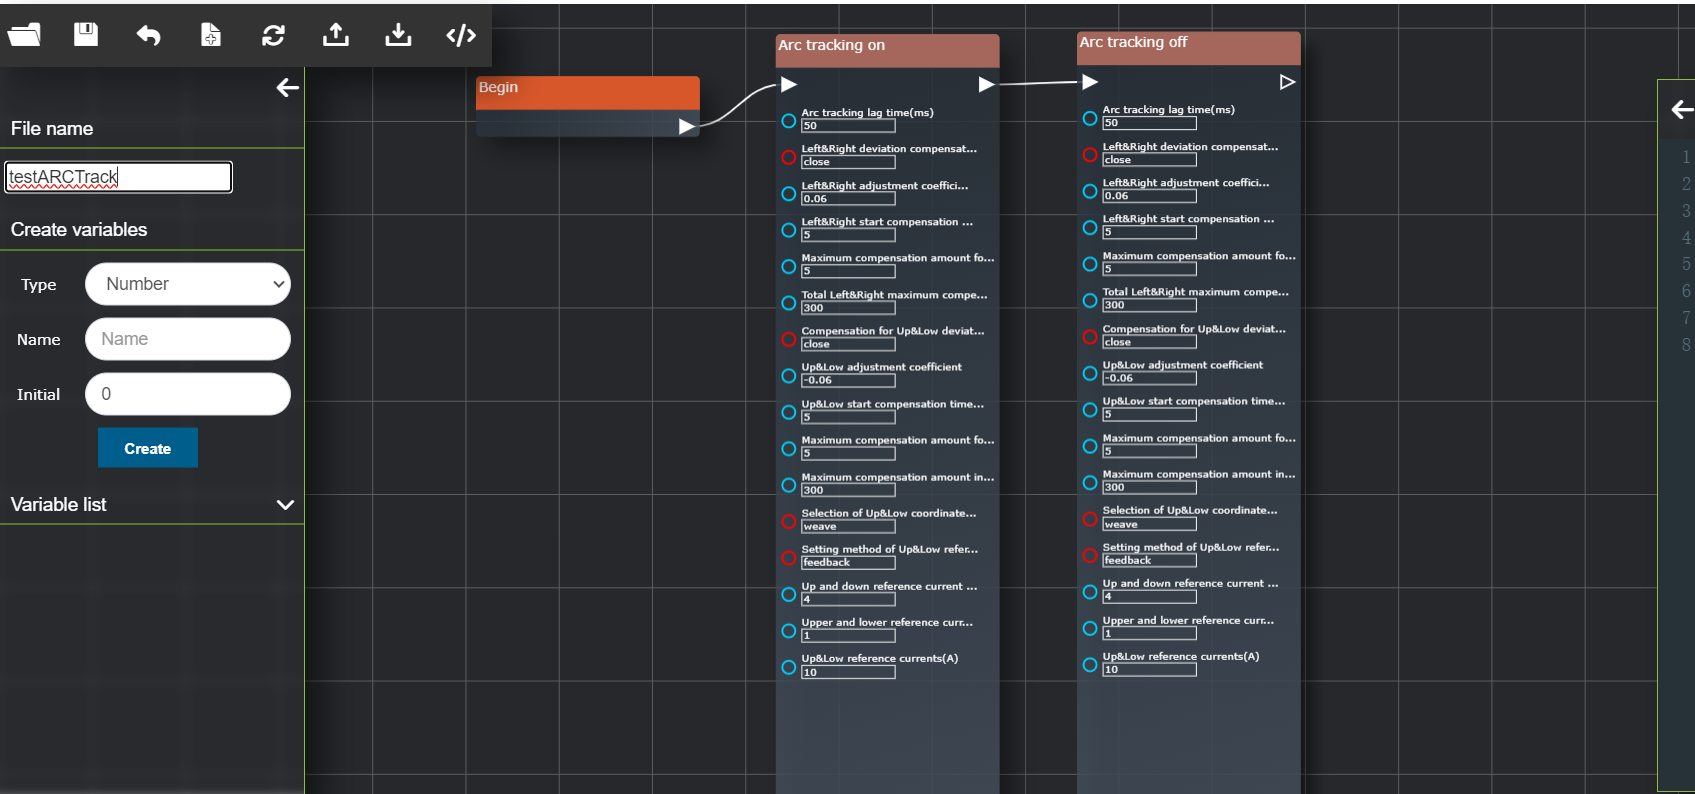 File name
testARCTrack
Create variables
Type
Number
Name
Name
Initial
0
Create
Variable list
Begin
Arc tracking on
Arc tracking lag time(ms)
50
Left&Right deviation compensat...
close
Left&Right adjustment coeffici...
0.06
Left&Right start compensation ...
5
Maximum compensation amount fo...
5
Total Left&Right maximum compe...
300
Compensation for Up&Low deviat...
close
Up&Low adjustment coefficient
-0.06
Up&Low start compensation time...
5
Maximum compensation amount fo...
5
Maximum compensation amount in...
300
Selection of Up&Low coordinate...
weave
Setting method of Up&Low refer...
feedback
Up and down reference current ...
4
Upper and lower reference curr...
1
Up&Low reference currents(A)
10
Arc tracking off
Arc tracking lag time(ms)
50
Left&Right deviation compensat...
close
Left&Right adjustment coeffici...
0.06
Left&Right start compensation ...
5
Maximum compensation amount fo...
5
Total Left&Right maximum compe...
300
Compensation for Up&Low deviat...
close
Up&Low adjustment coefficient
-0.06
Up&Low start compensation time...
5
Maximum compensation amount fo...
5
Maximum compensation amount in...
300
Selection of Up&Low coordinate...
weave
Setting method of Up&Low refer...
feedback
Up and down reference current ...
4
Upper and lower reference curr...
1
Up&Low reference currents(A)
10
1
2
3
4
5
6
7
8